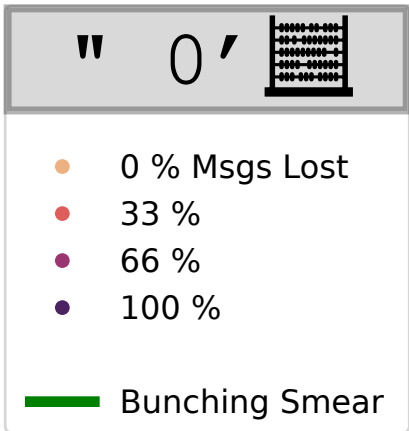 " 0′ 🧮
0 % Msgs Lost
33 %
66 %
100 %
Bunching Smear